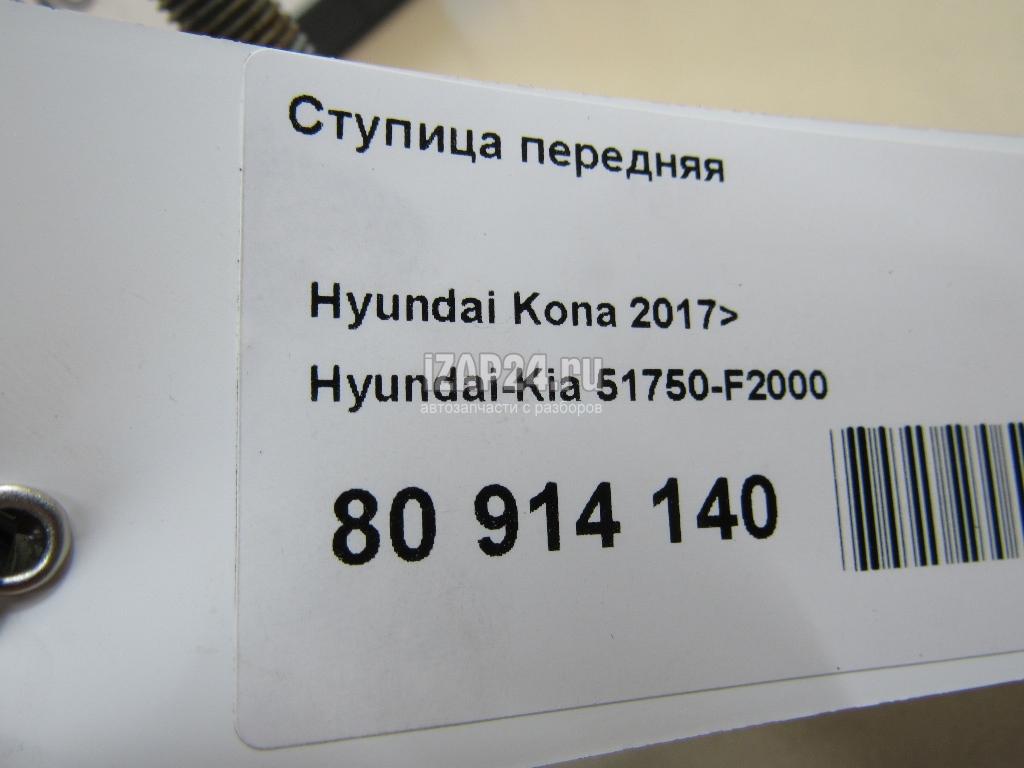 Ступица передняя
Hyundai Kona 2017>
iZAP24.ru
Hyundai-Kia 51750-F2000
автозапчасти с разборов
80 914 140